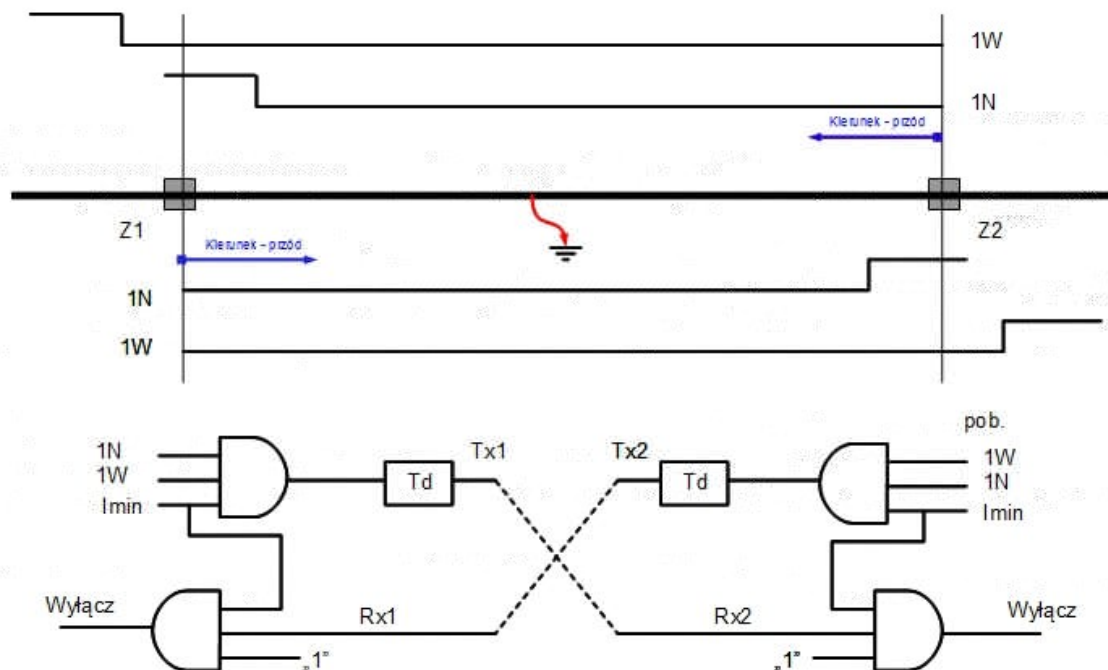 1W
1N
Kierunek – przód
Z1
Z2
Kierunek – przód
1N
1W
pob.
1N
1W
Imin
Td
Tx1
Tx2
Td
1W
1N
Imin
Wyłącz
Rx1
Rx2
Wyłącz
„1”
„1”